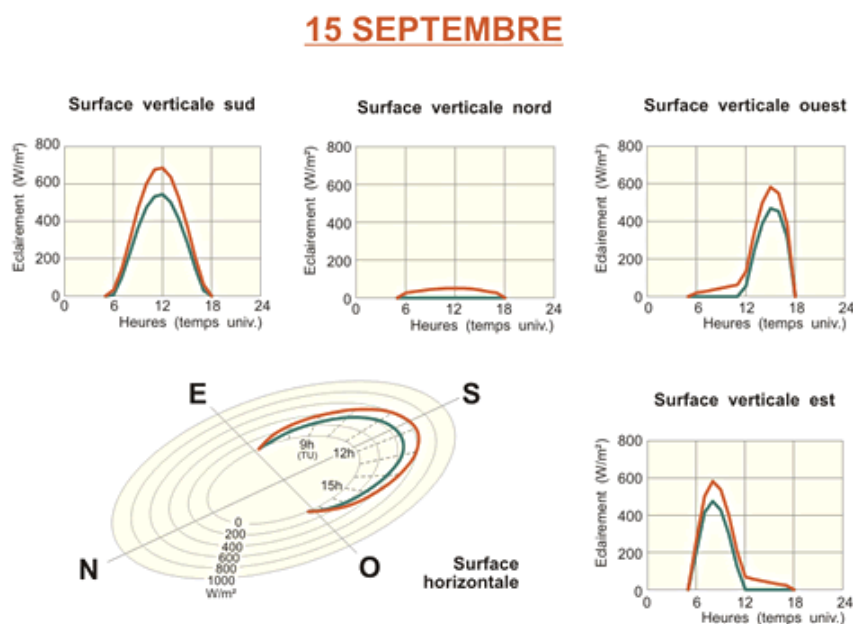 15 SEPTEMBRE
Surface verticale sud
Eclairement (W/m²)
800
600
400
200
0
0 6 12 18 24
Heures (temps univ.)
Surface verticale nord
Eclairement (W/m²)
800
600
400
200
0
0 6 12 18 24
Heures (temps univ.)
Surface verticale ouest
Eclairement (W/m²)
800
600
400
200
0
0 6 12 18 24
Heures (temps univ.)
E
S
9h
(TU)
12h
15h
0
200
400
600
800
1000
W/m²
N
O
Surface
horizontale
Surface verticale est
Eclairement (W/m²)
800
600
400
200
0
0 6 12 18 24
Heures (temps univ.)